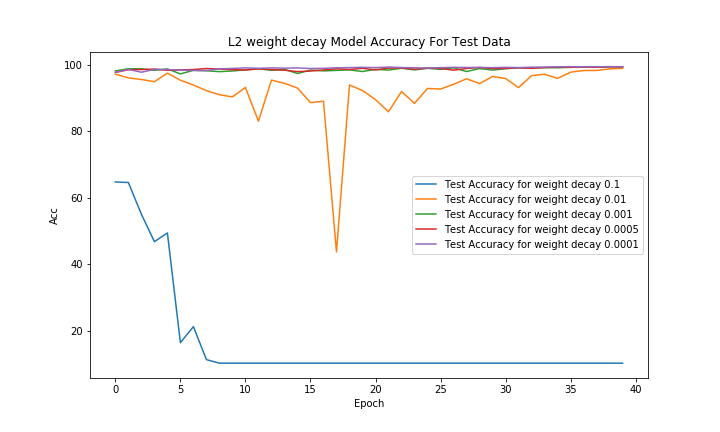 L2 weight decay Model Accuracy For Test Data
100
80
60
40
20
Acc
Test Accuracy for weight decay 0.1
Test Accuracy for weight decay 0.01
Test Accuracy for weight decay 0.001
Test Accuracy for weight decay 0.0005
Test Accuracy for weight decay 0.0001
0 5 10 15 20 25 30 35 40
Epoch